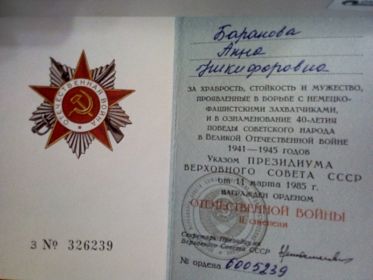 ОТЕЧЕСТВЕННАЯ ВОЙНА
З № 326239
Баранова
Анна
Никифоровна
ЗА ХРАБРОСТЬ, СТОЙКОСТЬ И МУЖЕСТВО,
ПРОЯВЛЕННЫЕ В БОРЬБЕ С НЕМЕЦКО-
ФАШИСТСКИМИ ЗАХВАТЧИКАМИ,
И В ОЗНАМЕНОВАНИЕ 40-ЛЕТИЯ
ПОБЕДЫ СОВЕТСКОГО НАРОДА
В ВЕЛИКОЙ ОТЕЧЕСТВЕННОЙ ВОЙНЕ
1941—1945 ГОДОВ
УКАЗОМ ПРЕЗИДИУМА
ВЕРХОВНОГО СОВЕТА СССР
ОТ 11 марта 1985 г.
НАГРАЖДЕН ОРДЕНОМ
ОТЕЧЕСТВЕННОЙ ВОЙНЫ
II степени
Секретарь Президиума
Верховного Совета СССР
№ ордена 6005239